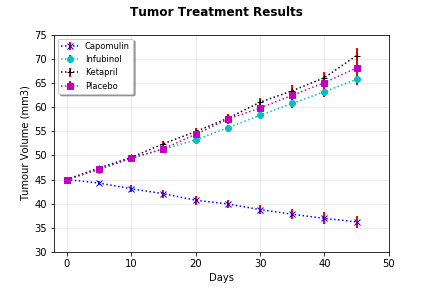 Tumor Treatment Results
75
70
65
60
55
50
45
40
35
30
Tumour Volume (mm3)
Capomulin
Infubinol
Ketapril
Placebo
0 10 20 30 40 50
Days